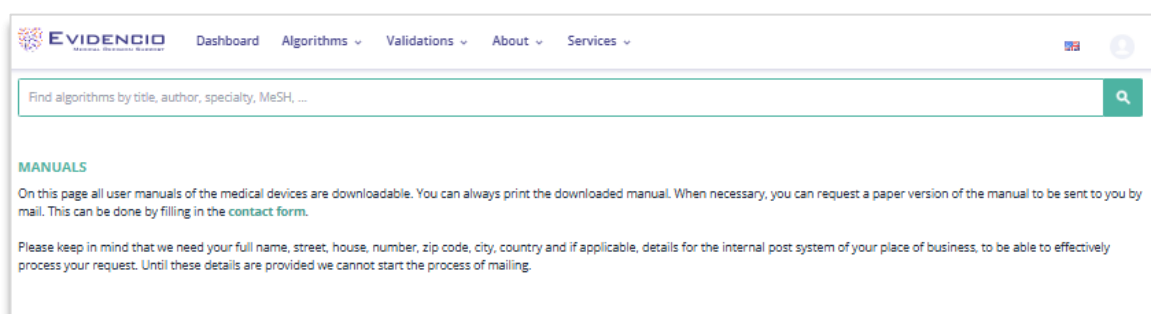 EVIDENCIO
MEDICAL DECISION SUPPORT
Dashboard Algorithms Validations About Services
Find algorithms by title, author, specialty, MeSH, ...
MANUALS
On this page all user manuals of the medical devices are downloadable. You can always print the downloaded manual. When necessary, you can request a paper version of the manual to be sent to you by
mail. This can be done by filling in the contact form.
Please keep in mind that we need your full name, street, house, number, zip code, city, country and if applicable, details for the internal post system of your place of business, to be able to effectively
process your request. Until these details are provided we cannot start the process of mailing.